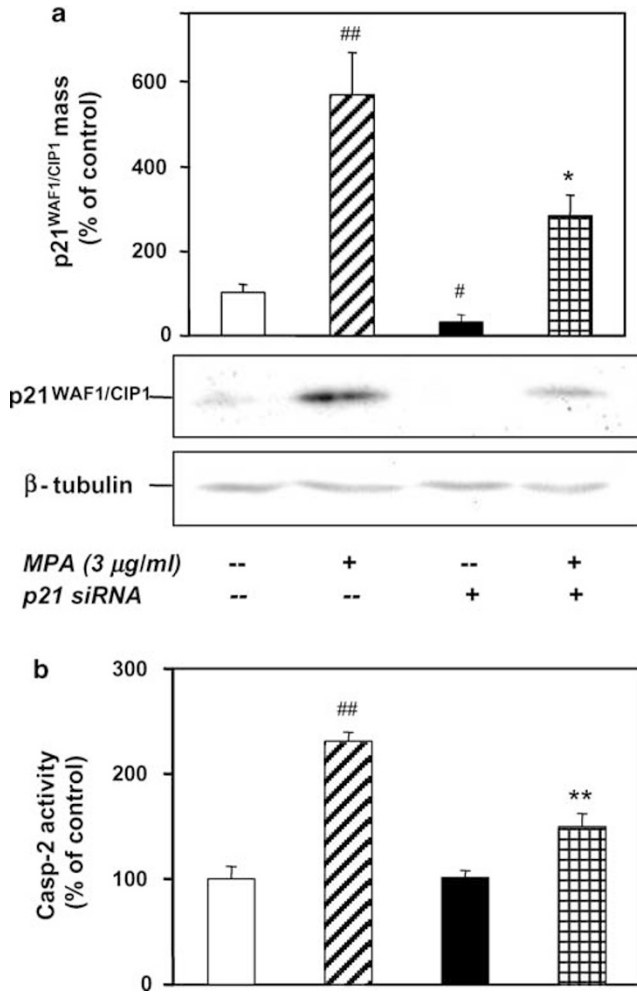 a
p21WAF1/CIP1 mass
(% of control)
600
400
200
0
##
#
*
p21WAF1/CIP1
β- tubulin
MPA (3 µg/ml) -- + -- +
p21 siRNA -- -- + +
b
Casp-2 activity
(% of control)
300
200
100
0
##
**